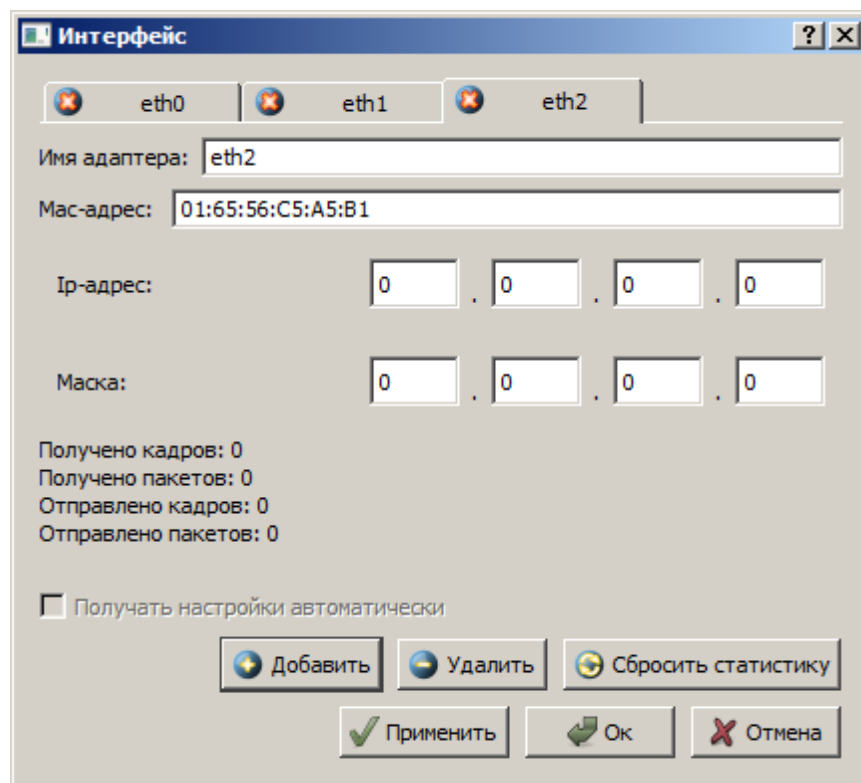 Интерфейс
eth0 eth1 eth2
Имя адаптера: eth2
Мас-адрес: 01:65:56:C5:A5:B1
Ip-адрес: 0 . 0 . 0 . 0
Маска: 0 . 0 . 0 . 0
Получено кадров: 0
Получено пакетов: 0
Отправлено кадров: 0
Отправлено пакетов: 0
Получать настройки автоматически
Добавить Удалить Сбросить статистику
Применить Ок Отмена